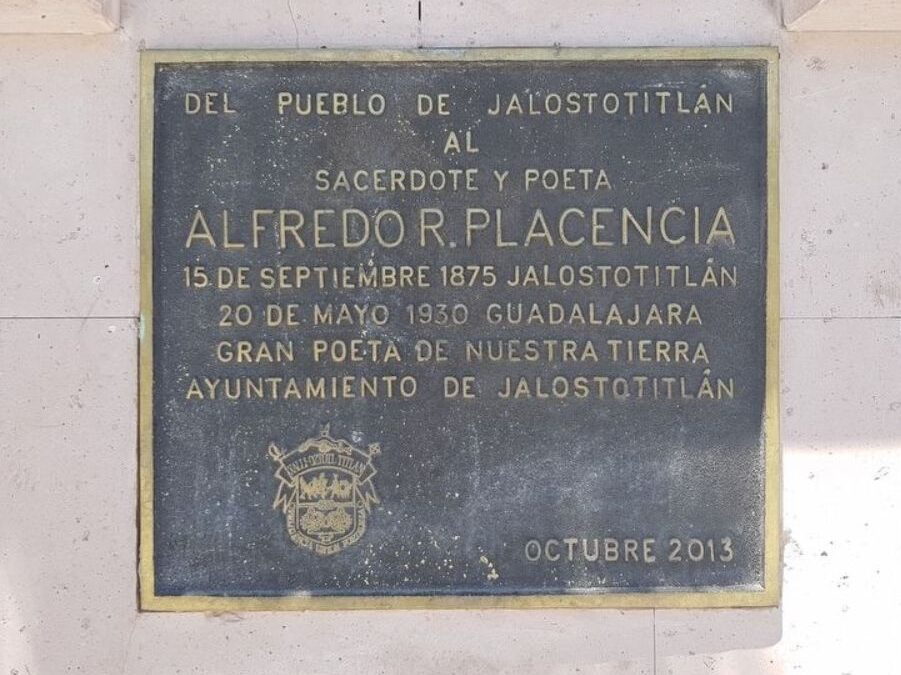 DEL PUEBLO DE JALOSTOTITLÁN
AL
SACERDOTE Y POETA
ALFREDO R. PLACENCIA
15 DE SEPTIEMBRE 1875 JALOSTOTITLÁN
20 DE MAYO 1930 GUADALAJARA
GRAN POETA DE NUESTRA TIERRA
AYUNTAMIENTO DE JALOSTOTITLÁN
OCTUBRE 2013